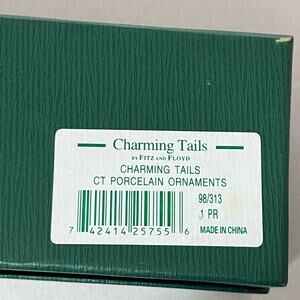 Charming Tails
BY FITZ AND FLOYD
CHARMING TAILS
CT PORCELAIN ORNAMENTS
98/313
1 PR
7 42414 25755 6
MADE IN CHINA